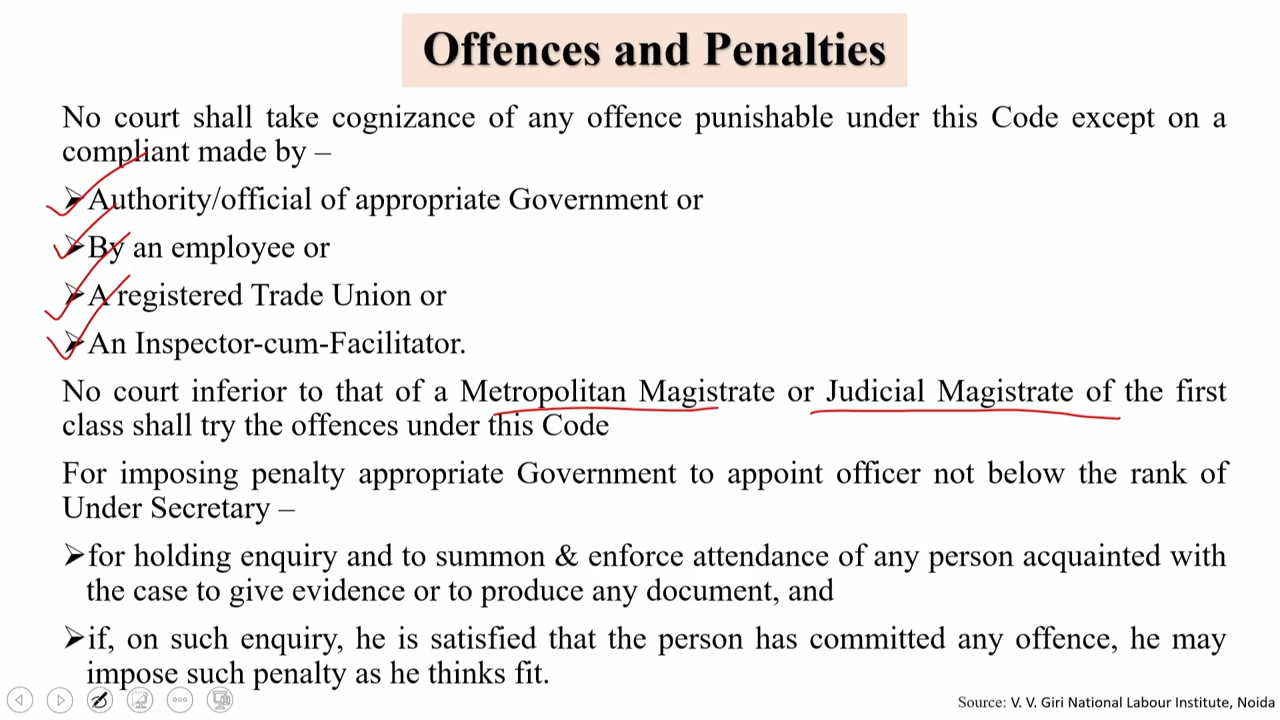 Offences and Penalties
No court shall take cognizance of any offence punishable under this Code except on a
compliant made by –
➢Authority/official of appropriate Government or
➢By an employee or
➢A registered Trade Union or
➢An Inspector-cum-Facilitator.
No court inferior to that of a Metropolitan Magistrate or Judicial Magistrate of the first
class shall try the offences under this Code
For imposing penalty appropriate Government to appoint officer not below the rank of
Under Secretary –
➢for holding enquiry and to summon & enforce attendance of any person acquainted with
the case to give evidence or to produce any document, and
➢if, on such enquiry, he is satisfied that the person has committed any offence, he may
impose such penalty as he thinks fit.
Source: V. V. Giri National Labour Institute, Noida